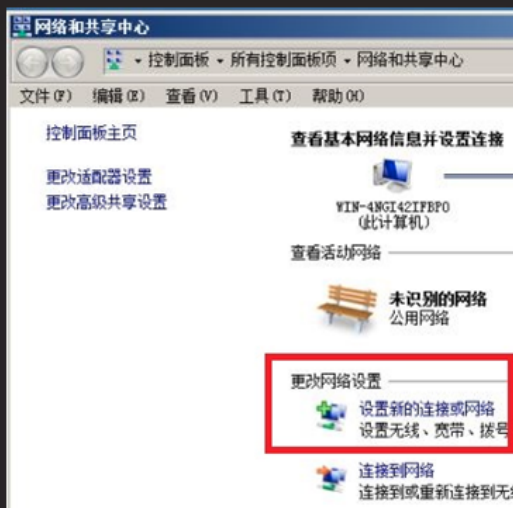 网络和共享中心
控制面板 所有控制面板项 网络和共享中心
文件(F) 编辑(E) 查看(V) 工具(T) 帮助(H)
控制面板主页
更改适配器设置
更改高级共享设置
查看基本网络信息并设置连接
WIN-4NGI42IFBPO
(此计算机)
查看活动网络
未识别的网络
公用网络
更改网络设置
设置新的连接或网络
设置无线、宽带、拨号
连接到网络
连接到或重新连接到无